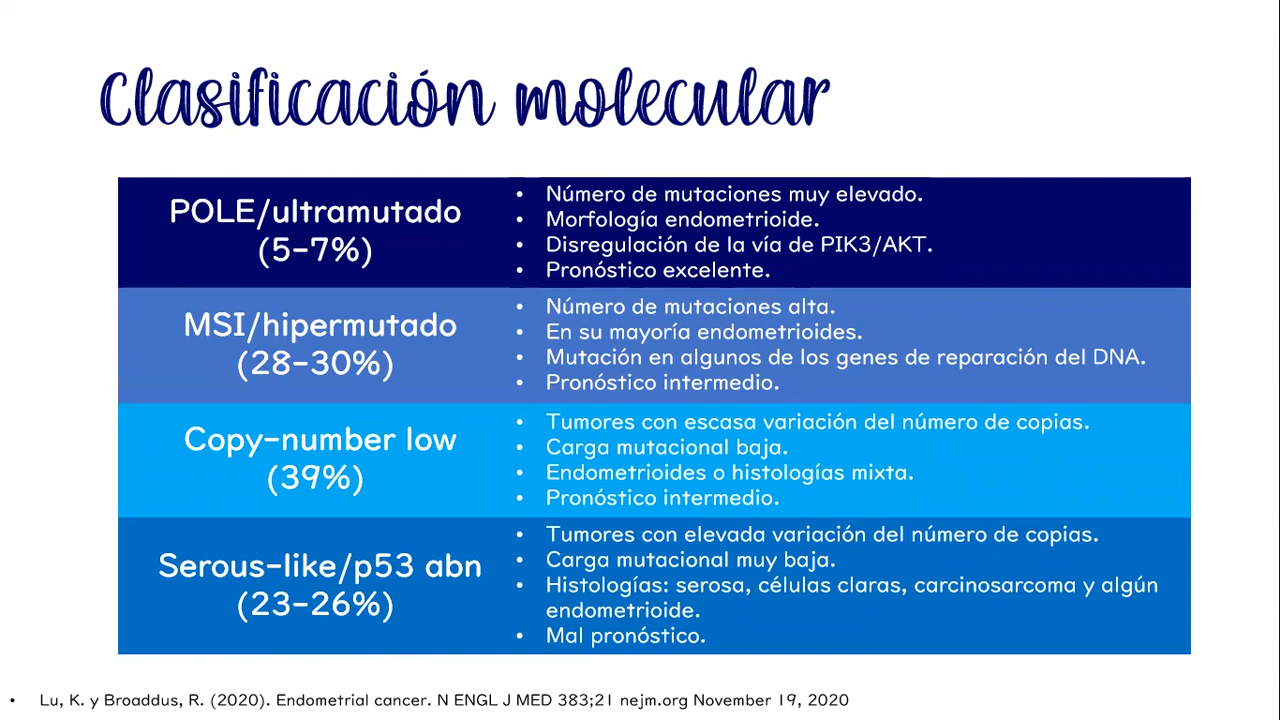 Clasificación molecular
POLE/ultramutado
(5-7%)
• Número de mutaciones muy elevado.
• Morfología endometrioide.
• Disregulación de la vía de PIK3/AKT.
• Pronóstico excelente.
MSI/hipermutado
(28-30%)
• Número de mutaciones alta.
• En su mayoría endometrioides.
• Mutación en algunos de los genes de reparación del DNA.
• Pronóstico intermedio.
Copy-number low
(39%)
• Tumores con escasa variación del número de copias.
• Carga mutacional baja.
• Endometrioides o histologías mixta.
• Pronóstico intermedio.
Serous-like/p53 abn
(23-26%)
• Tumores con elevada variación del número de copias.
• Carga mutacional muy baja.
• Histologías: serosa, células claras, carcinosarcoma y algún
endometrioide.
• Mal pronóstico.
• Lu, K. y Broaddus, R. (2020). Endometrial cancer. N ENGL J MED 383;21 nejm.org November 19, 2020